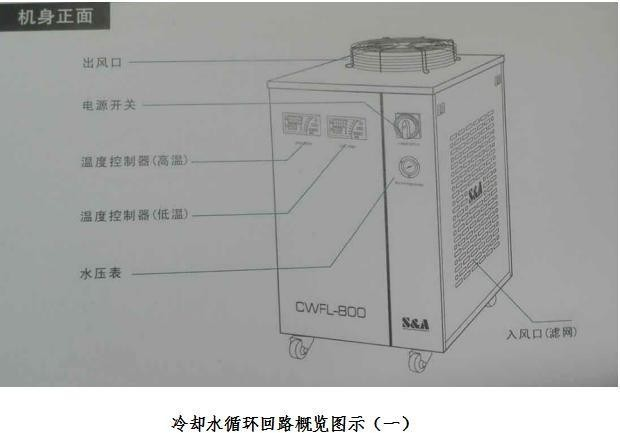 机身正面
出风口
电源开关
温度控制器(高温)
温度控制器(低温)
水压表
S&A
CWFL-800
S&A
入风口(滤网)
冷却水循环回路概览图示（一）